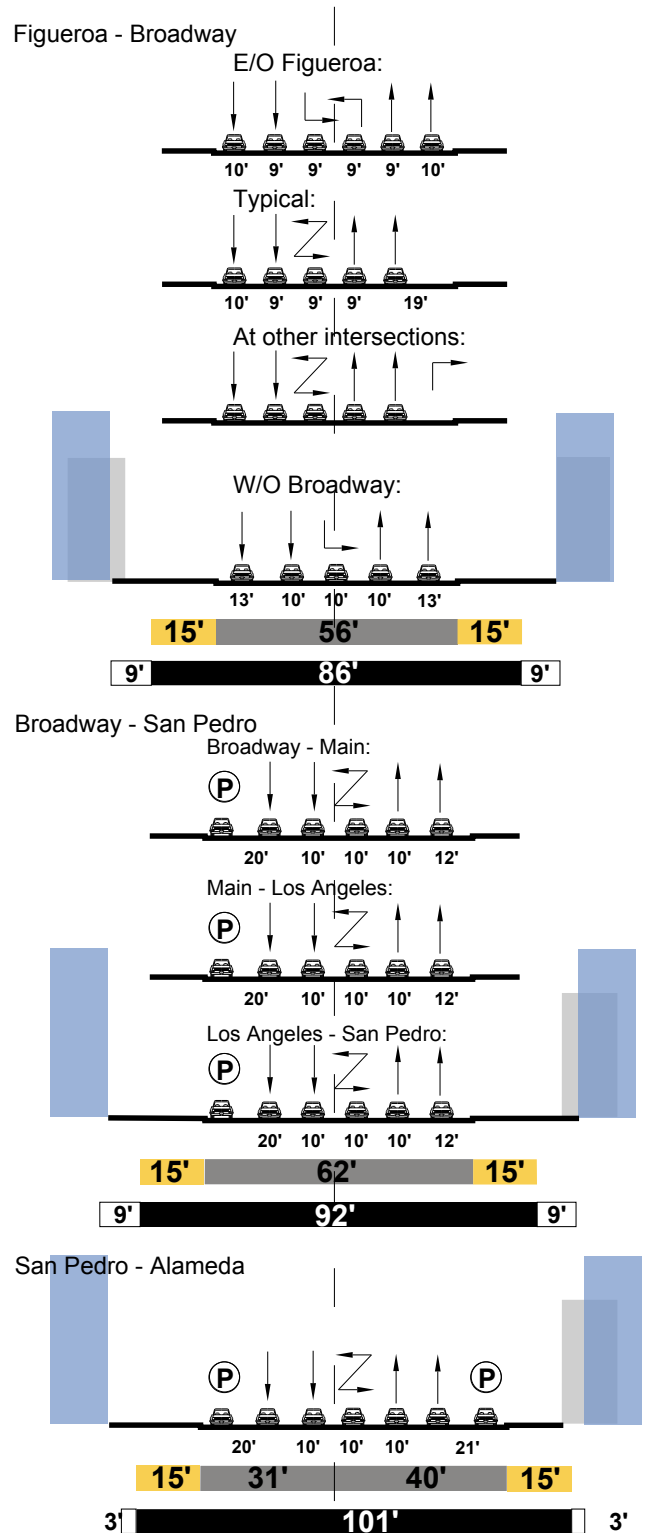 Figueroa - Broadway
E/O Figueroa:
10' 9' 9' 9' 9' 10'
Typical:
10' 9' 9' 9' 19'
At other intersections:
W/O Broadway:
13' 10' 10' 10' 13'
15' 56' 15'
9' 86' 9'
Broadway - San Pedro
Broadway - Main:
P
20' 10' 10' 10' 12'
Main - Los Angeles:
P
20' 10' 10' 10' 12'
Los Angeles - San Pedro:
P
20' 10' 10' 10' 12'
15' 62' 15'
9' 92' 9'
San Pedro - Alameda
P P
20' 10' 10' 10' 21'
15' 31' 40' 15'
3' 101' 3'